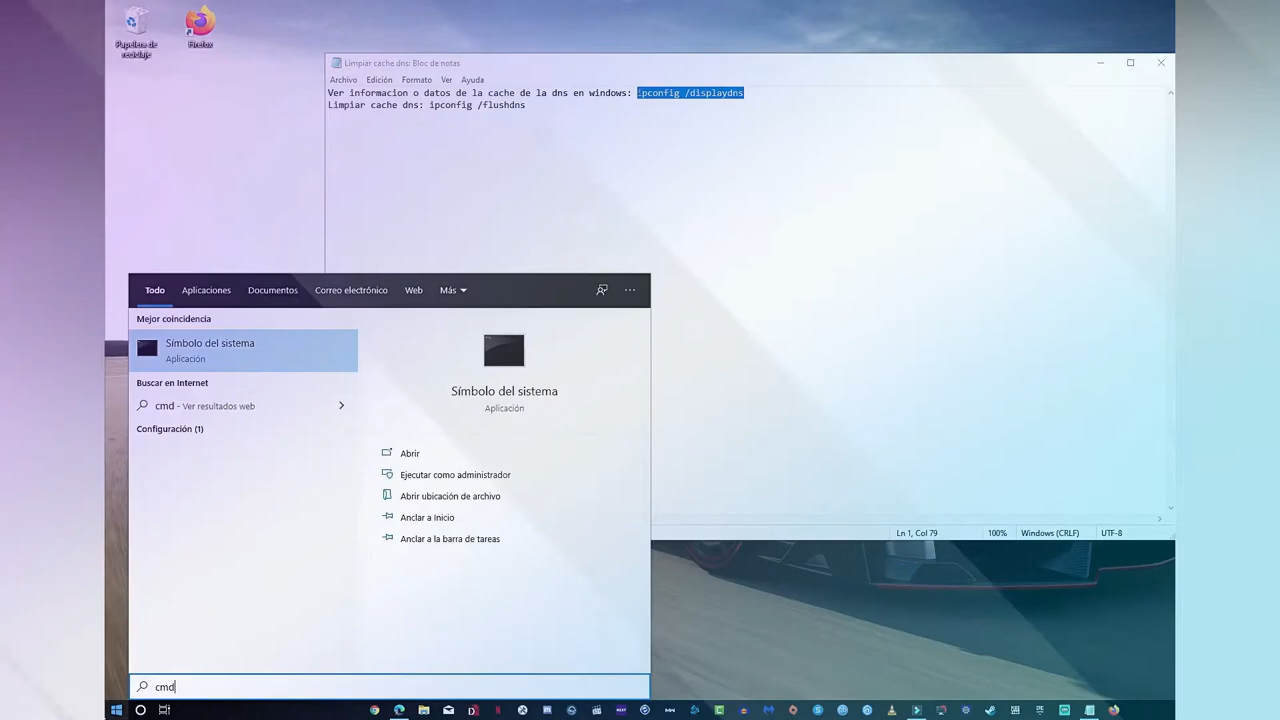 Papelera de
reciclaje
Firefox
Limpiar cache dns: Bloc de notas
Archivo Edición Formato Ver Ayuda
Ver informacion o datos de la cache de la dns en windows: ipconfig /displaydns
Limpiar cache dns: ipconfig /flushdns
Todo Aplicaciones Documentos Correo electrónico Web Más
Mejor coincidencia
Símbolo del sistema
Aplicación
Buscar en Internet
cmd - Ver resultados web
Configuración (1)
Símbolo del sistema
Aplicación
Abrir
Ejecutar como administrador
Abrir ubicación de archivo
Anclar a Inicio
Anclar a la barra de tareas
Ln 1, Col 79 100% Windows (CRLF) UTF-8
cmd